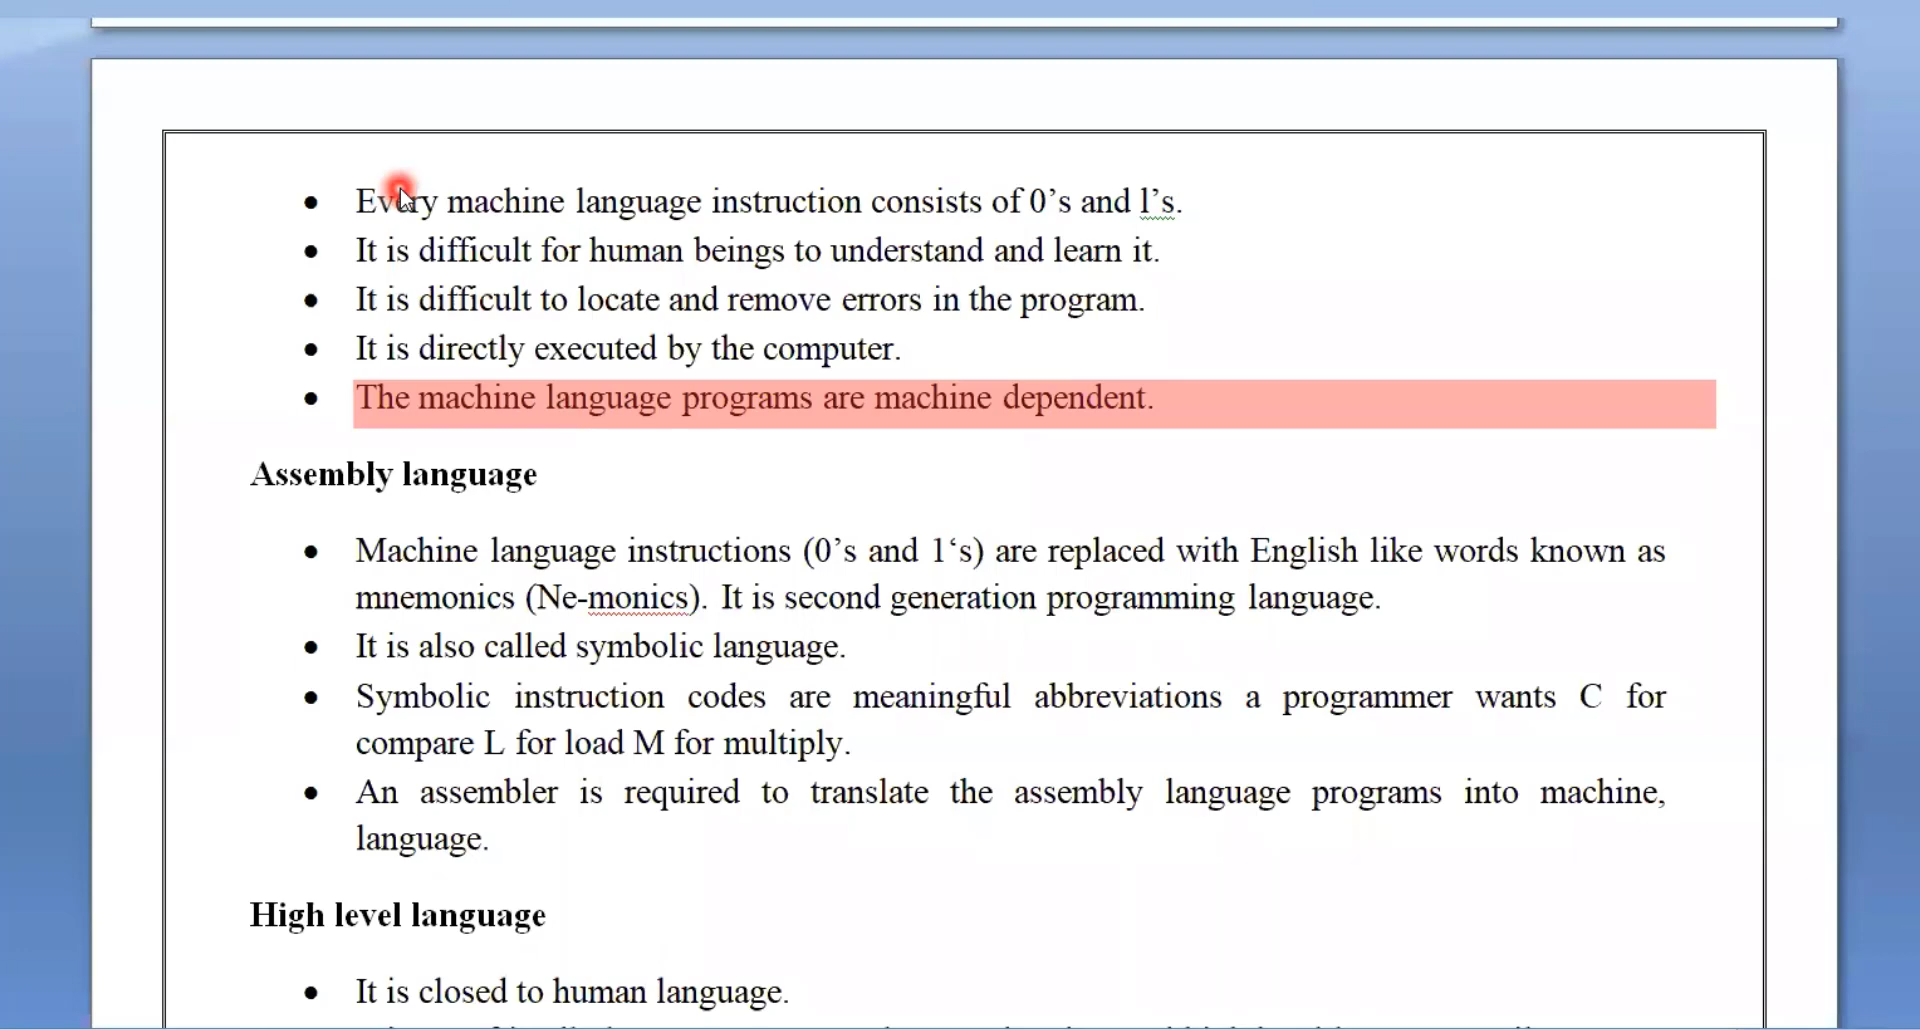 • Every machine language instruction consists of 0’s and l’s.
• It is difficult for human beings to understand and learn it.
• It is difficult to locate and remove errors in the program.
• It is directly executed by the computer.
• The machine language programs are machine dependent.
Assembly language
• Machine language instructions (0’s and 1‘s) are replaced with English like words known as
mnemonics (Ne-monics). It is second generation programming language.
• It is also called symbolic language.
• Symbolic instruction codes are meaningful abbreviations a programmer wants C for
compare L for load M for multiply.
• An assembler is required to translate the assembly language programs into machine,
language.
High level language
• It is closed to human language.